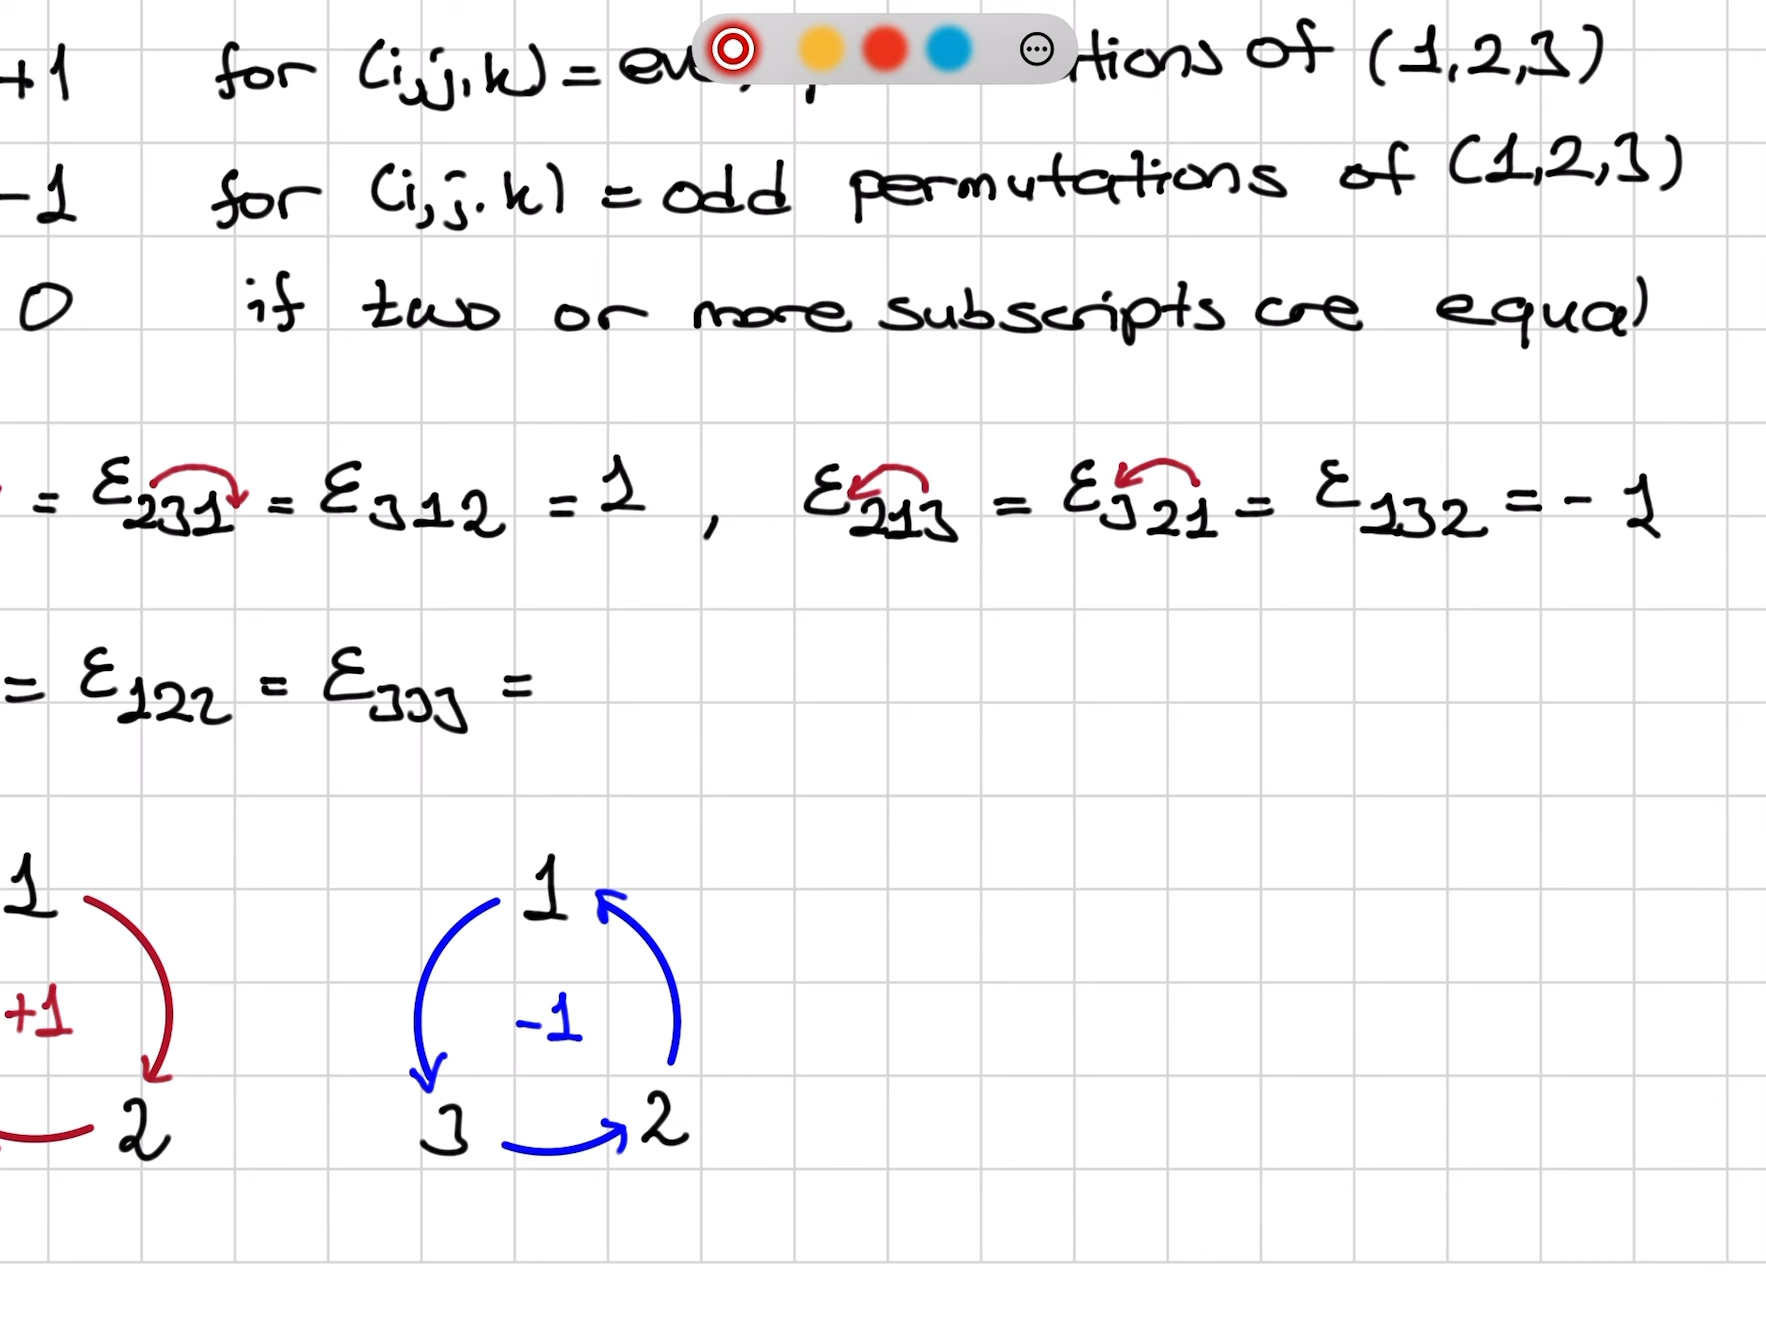 +1 for (i,j,k) = tions of (1,2,3)
-1 for (i,j,k) = odd permutations of (1,2,3)
0 if two or more subscripts are equal
= ε231 = ε312 = 1 , ε213 = ε321 = ε132 = - 1
= ε122 = ε333 =
1 1
+1 -1
2 3 2